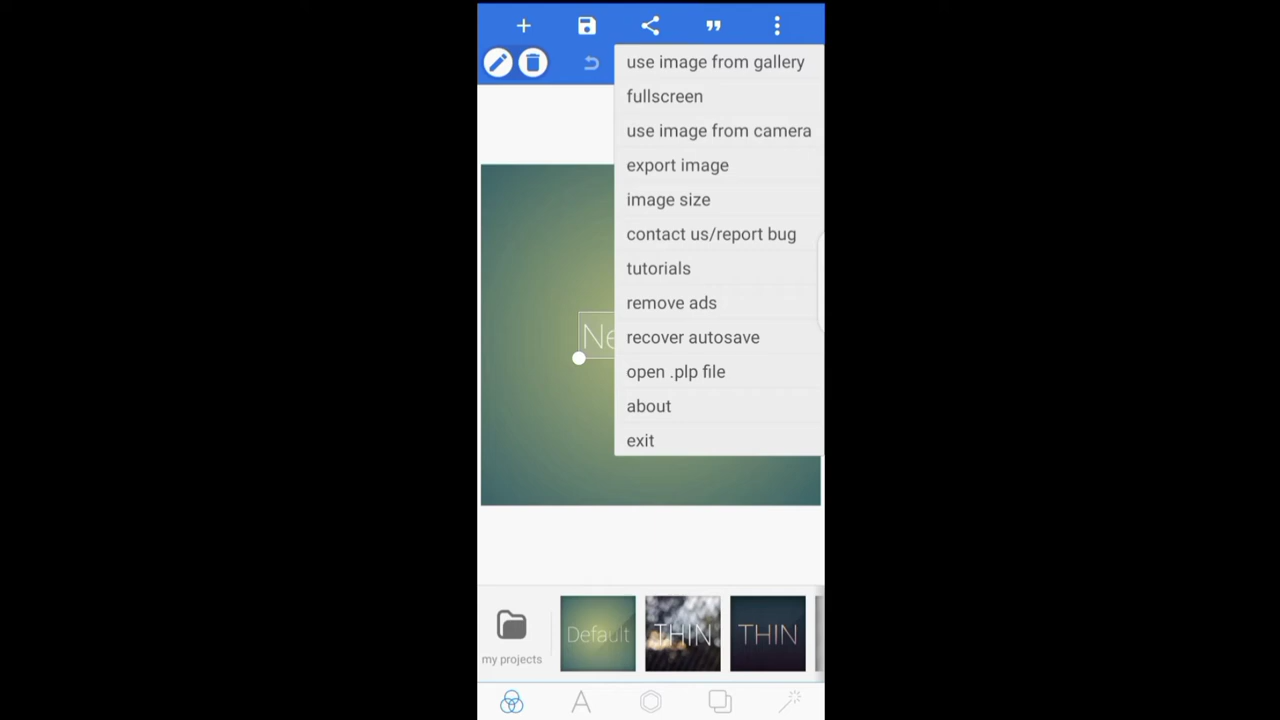 use image from gallery
fullscreen
use image from camera
export image
image size
contact us/report bug
tutorials
remove ads
recover autosave
open .plp file
about
exit
Ne
my projects
Default
THIN
THIN
A